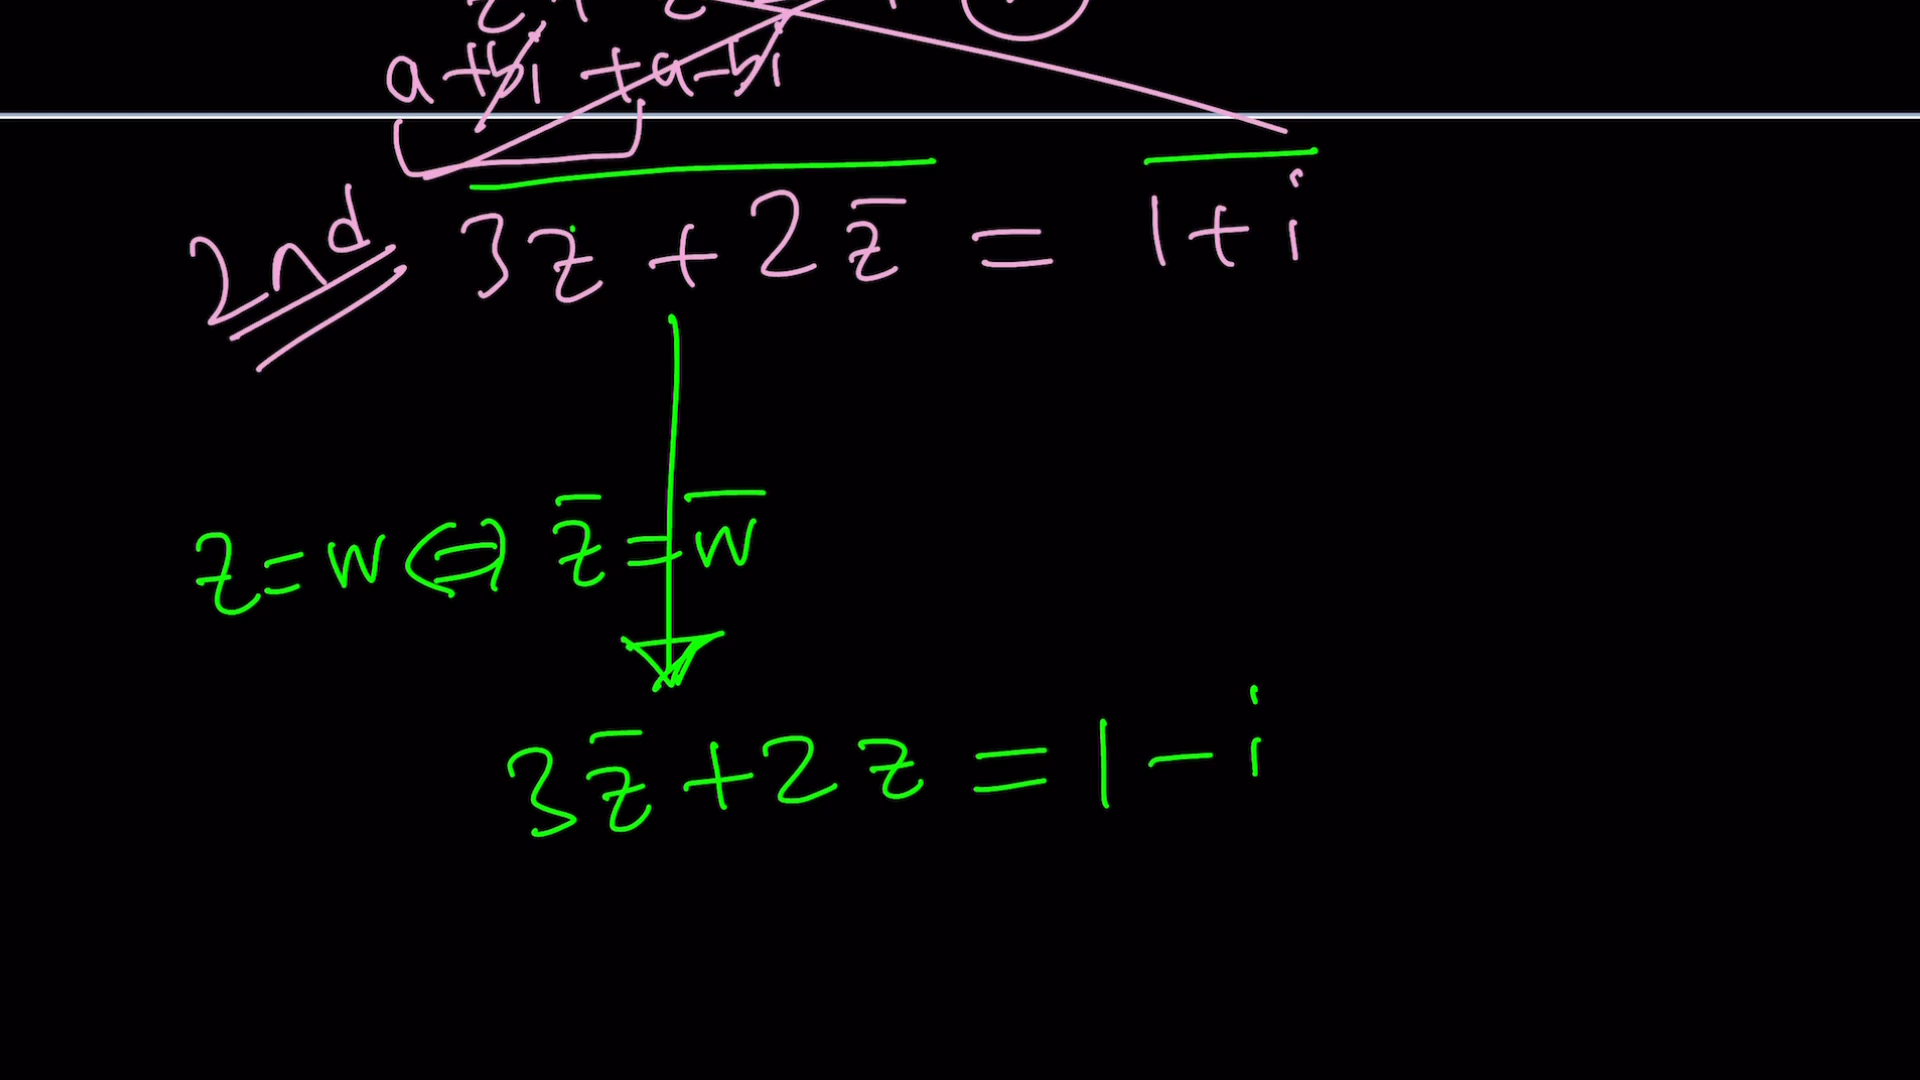 a+bi + a-bi
2nd 3z + 2z̅ = 1+i
z=w⇔ z̅=w̅
3z̅+2z=1-i